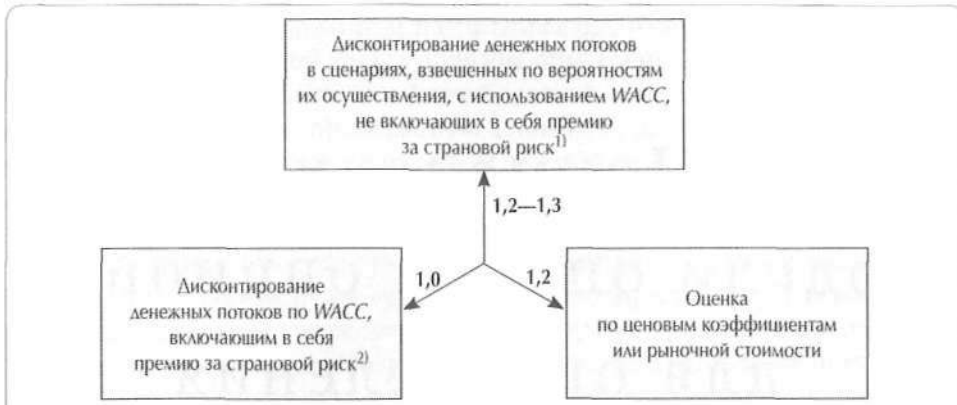 Дисконтирование денежных потоков
в сценариях, взвешенных по вероятностям
их осуществления, с использованием WACC,
не включающих в себя премию
за страновой риск1)
1,2—1,3
1,0
1,2
Дисконтирование
денежных потоков по WACC,
включающим в себя
премию за страновой риск2)
Оценка
по ценовым коэффициентам
или рыночной стоимости